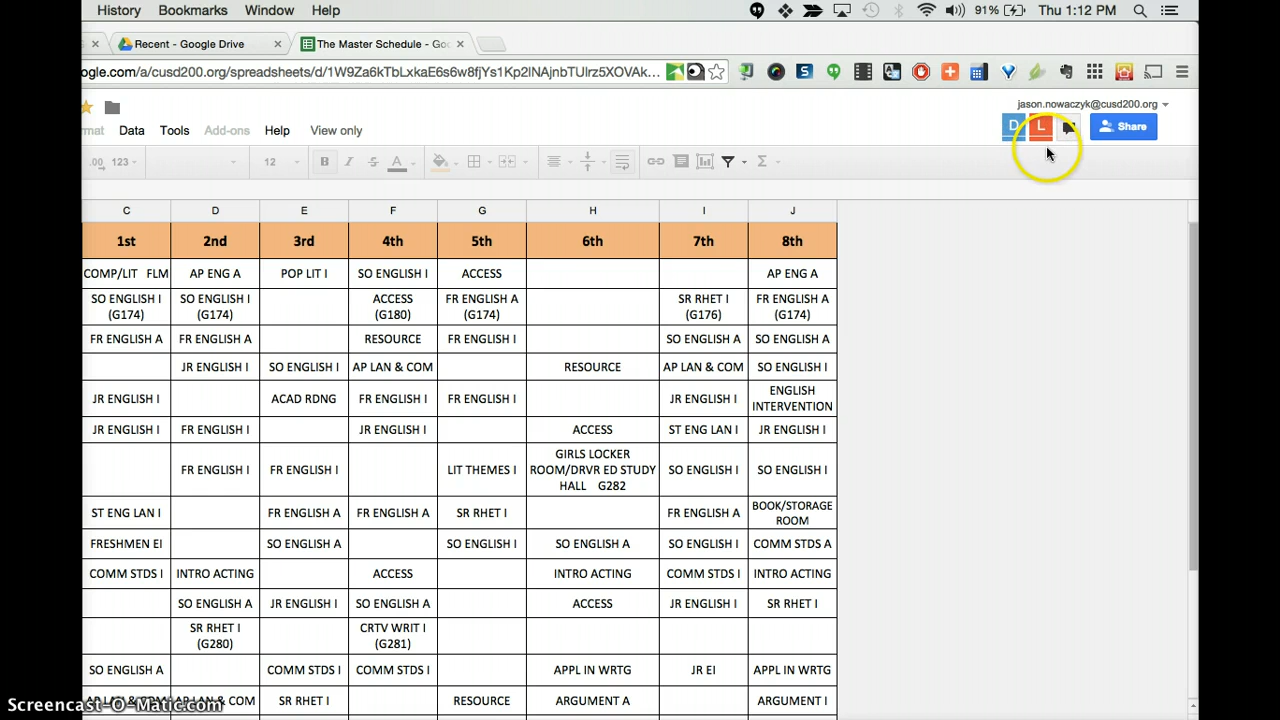 History Bookmarks Window Help 91% Thu 1:12 PM
Recent - Google Drive The Master Schedule - Goo
ogle.com/a/cusd200.org/spreadsheets/d/1W9Za6kTbLxkaE6s6w8fjYs1Kp2lNAjnbTUlrz5XOVAk...
jason.nowaczyk@cusd200.org
D L Share
rmat Data Tools Add-ons Help View only
.00 123 12 B I S A Σ
C D E F G H I J
1st 2nd 3rd 4th 5th 6th 7th 8th
COMP/LIT FLM AP ENG A POP LIT I SO ENGLISH I ACCESS AP ENG A
SO ENGLISH I SO ENGLISH I ACCESS FR ENGLISH A SR RHET I FR ENGLISH A
(G174) (G174) (G180) (G174) (G176) (G174)
FR ENGLISH A FR ENGLISH A RESOURCE FR ENGLISH I SO ENGLISH A SO ENGLISH A
JR ENGLISH I SO ENGLISH I AP LAN & COM RESOURCE AP LAN & COM SO ENGLISH I
JR ENGLISH I ACAD RDNG FR ENGLISH I FR ENGLISH I JR ENGLISH I ENGLISH
INTERVENTION
JR ENGLISH I FR ENGLISH I JR ENGLISH I ACCESS ST ENG LAN I JR ENGLISH I
GIRLS LOCKER
FR ENGLISH I FR ENGLISH I LIT THEMES I ROOM/DRVR ED STUDY SO ENGLISH I SO ENGLISH I
HALL G282
ST ENG LAN I FR ENGLISH A FR ENGLISH A SR RHET I FR ENGLISH A BOOK/STORAGE
ROOM
FRESHMEN EI SO ENGLISH A SO ENGLISH I SO ENGLISH A SO ENGLISH I COMM STDS A
COMM STDS I INTRO ACTING ACCESS INTRO ACTING COMM STDS I INTRO ACTING
SO ENGLISH A JR ENGLISH I SO ENGLISH A ACCESS JR ENGLISH I SR RHET I
SR RHET I CRTV WRIT I
(G280) (G281)
SO ENGLISH A COMM STDS I COMM STDS I APPL IN WRTG JR EI APPL IN WRTG
SR RHET I RESOURCE ARGUMENT A ARGUMENT I
Screencast-O-Matic.com